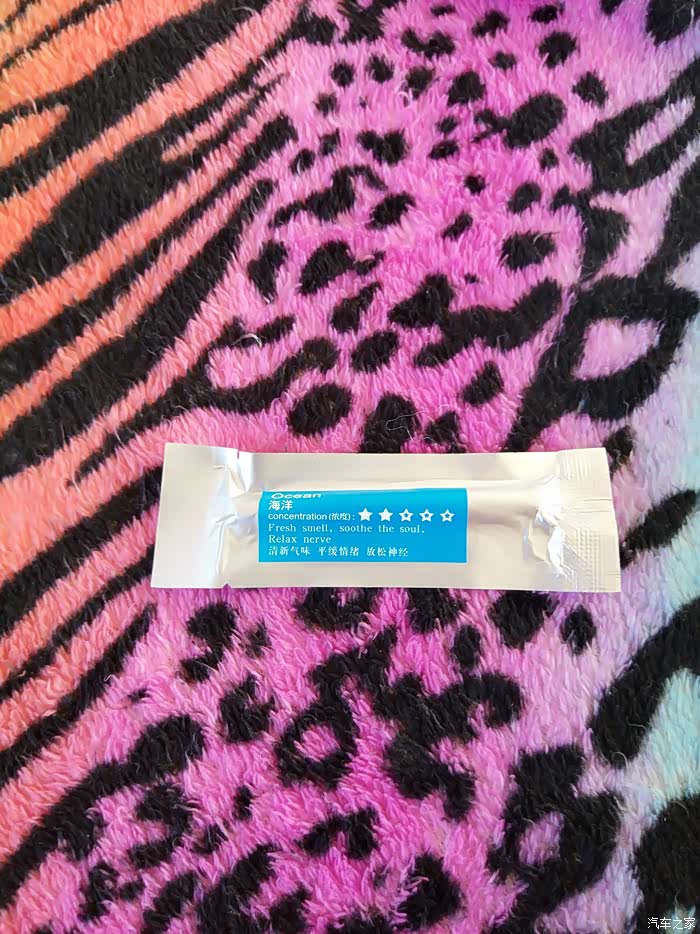 Ocean
海洋
concentration(浓度):
Fresh smell, soothe the soul,
Relax nerve
清新气味 平缓情绪 放松神经
汽车之家